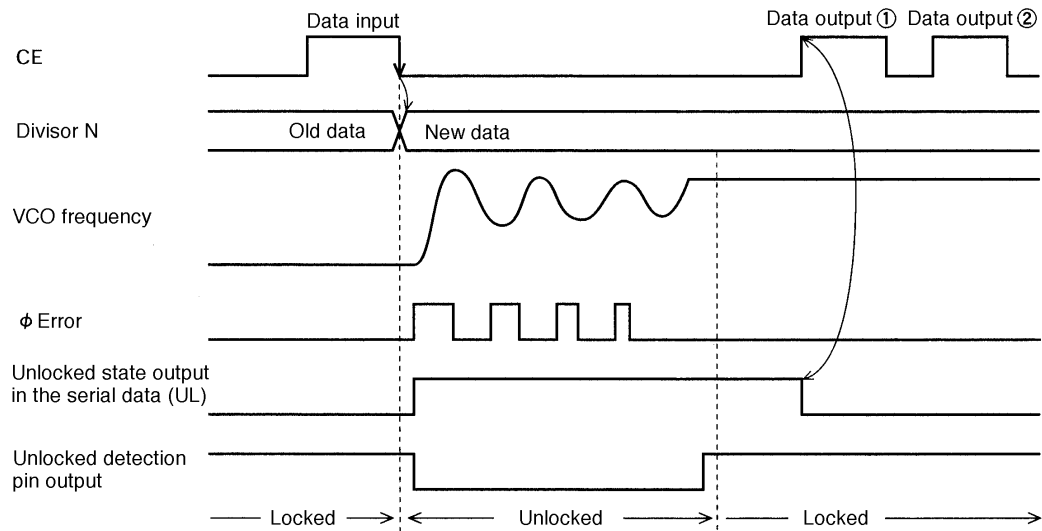 Data input
Data output ①
Data output ②
CE
Divisor N
Old data
New data
VCO frequency
φ Error
Unlocked state output
in the serial data (UL)
Unlocked detection
pin output
Locked
Unlocked
Locked